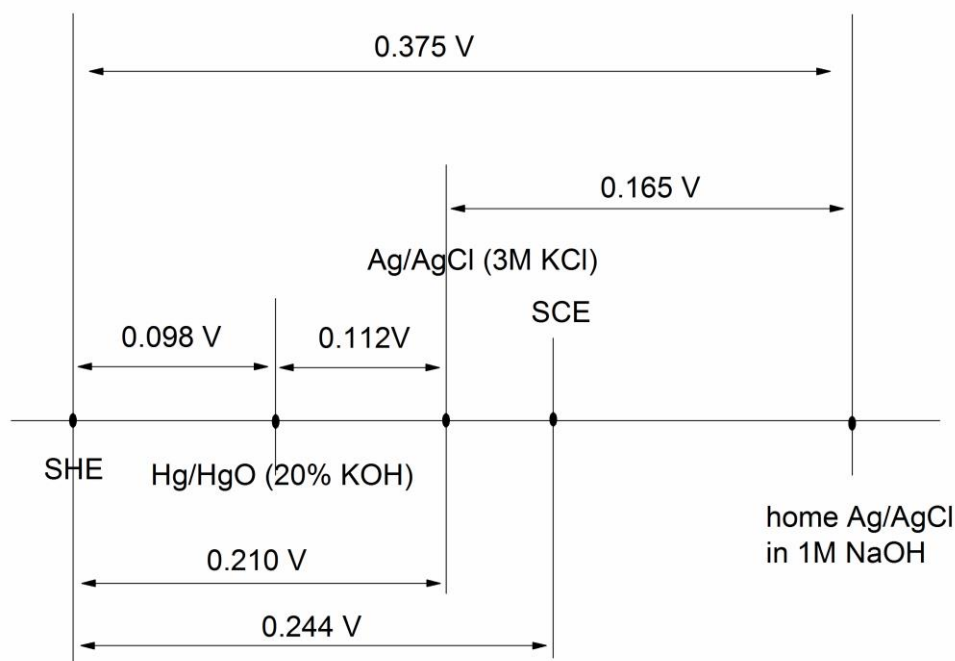 0.375 V
0.165 V
Ag/AgCl (3M KCl)
SCE
0.098 V
0.112V
SHE
Hg/HgO (20% KOH)
home Ag/AgCl
in 1M NaOH
0.210 V
0.244 V